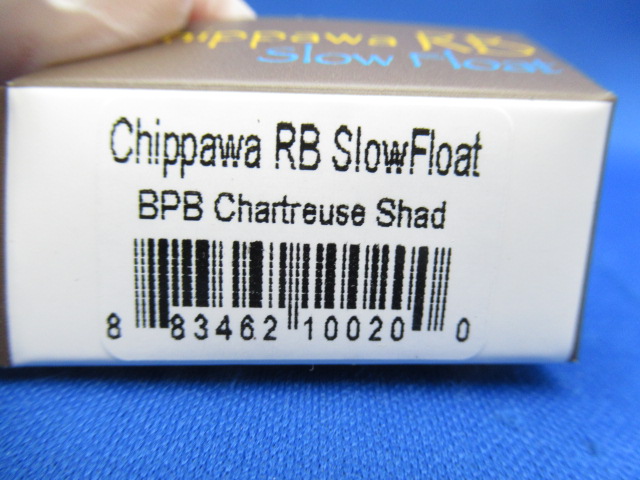 Chippawa RB
Slow Float
Chippawa RB SlowFloat
BPB Chartreuse Shad
8 83462 10020 0